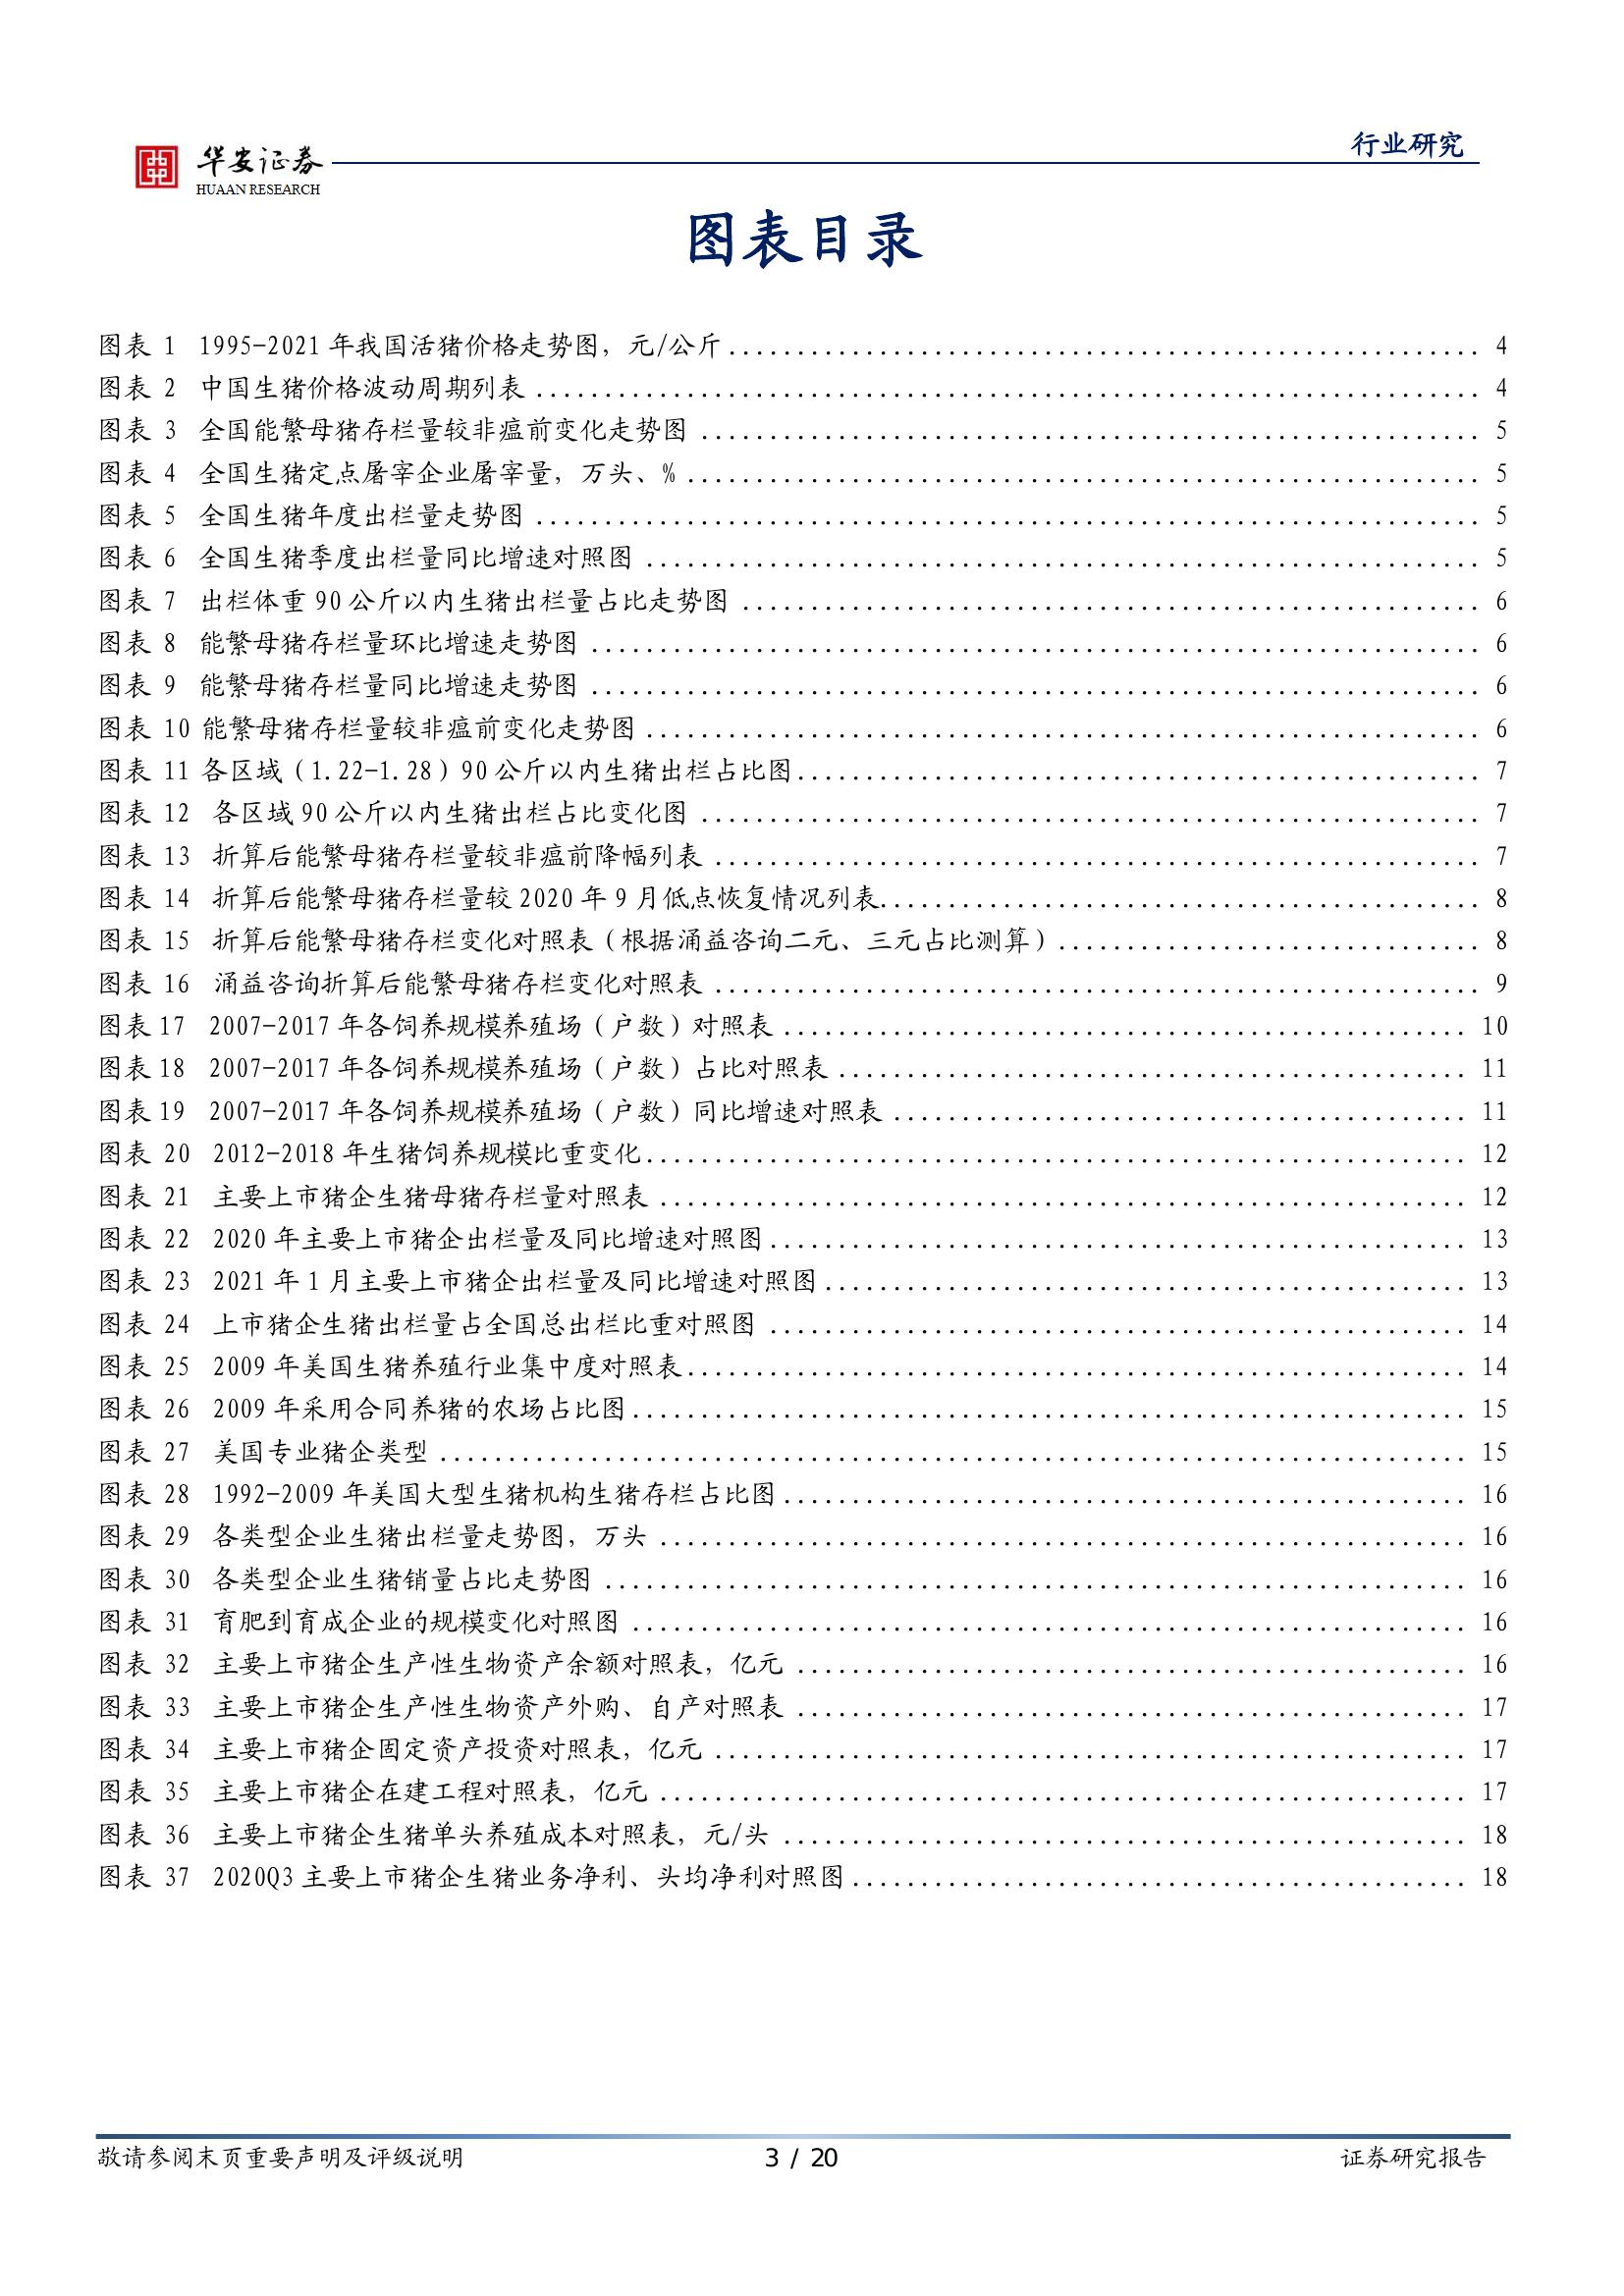 行业研究
华安证券
HUAAN RESEARCH
图表目录
图表 1 1995-2021 年我国活猪价格走势图，元/公斤 4
图表 2 中国生猪价格波动周期列表 4
图表 3 全国能繁母猪存栏量较非瘟前变化走势图 5
图表 4 全国生猪定点屠宰企业屠宰量，万头、% 5
图表 5 全国生猪年度出栏量走势图 5
图表 6 全国生猪季度出栏量同比增速对照图 5
图表 7 出栏体重 90 公斤以内生猪出栏量占比走势图 6
图表 8 能繁母猪存栏量环比增速走势图 6
图表 9 能繁母猪存栏量同比增速走势图 6
图表 10 能繁母猪存栏量较非瘟前变化走势图 6
图表 11 各区域（1.22-1.28）90 公斤以内生猪出栏占比图 7
图表 12 各区域 90 公斤以内生猪出栏占比变化图 7
图表 13 折算后能繁母猪存栏量较非瘟前降幅列表 7
图表 14 折算后能繁母猪存栏量较 2020 年 9 月低点恢复情况列表 8
图表 15 折算后能繁母猪存栏变化对照表（根据涌益咨询二元、三元占比测算） 8
图表 16 涌益咨询折算后能繁母猪存栏变化对照表 9
图表 17 2007-2017 年各饲养规模养殖场（户数）对照表 10
图表 18 2007-2017 年各饲养规模养殖场（户数）占比对照表 11
图表 19 2007-2017 年各饲养规模养殖场（户数）同比增速对照表 11
图表 20 2012-2018 年生猪饲养规模比重变化 12
图表 21 主要上市猪企生猪母猪存栏量对照表 12
图表 22 2020 年主要上市猪企出栏量及同比增速对照图 13
图表 23 2021 年 1 月主要上市猪企出栏量及同比增速对照图 13
图表 24 上市猪企生猪出栏量占全国总出栏比重对照图 14
图表 25 2009 年美国生猪养殖行业集中度对照表 14
图表 26 2009 年采用合同养猪的农场占比图 15
图表 27 美国专业猪企类型 15
图表 28 1992-2009 年美国大型生猪机构生猪存栏占比图 16
图表 29 各类型企业生猪出栏量走势图，万头 16
图表 30 各类型企业生猪销量占比走势图 16
图表 31 育肥到育成企业的规模变化对照图 16
图表 32 主要上市猪企生产性生物资产余额对照表，亿元 16
图表 33 主要上市猪企生产性生物资产外购、自产对照表 17
图表 34 主要上市猪企固定资产投资对照表，亿元 17
图表 35 主要上市猪企在建工程对照表，亿元 17
图表 36 主要上市猪企生猪单头养殖成本对照表，元/头 18
图表 37 2020Q3 主要上市猪企生猪业务净利、头均净利对照图 18
敬请参阅末页重要声明及评级说明 3 / 20 证券研究报告